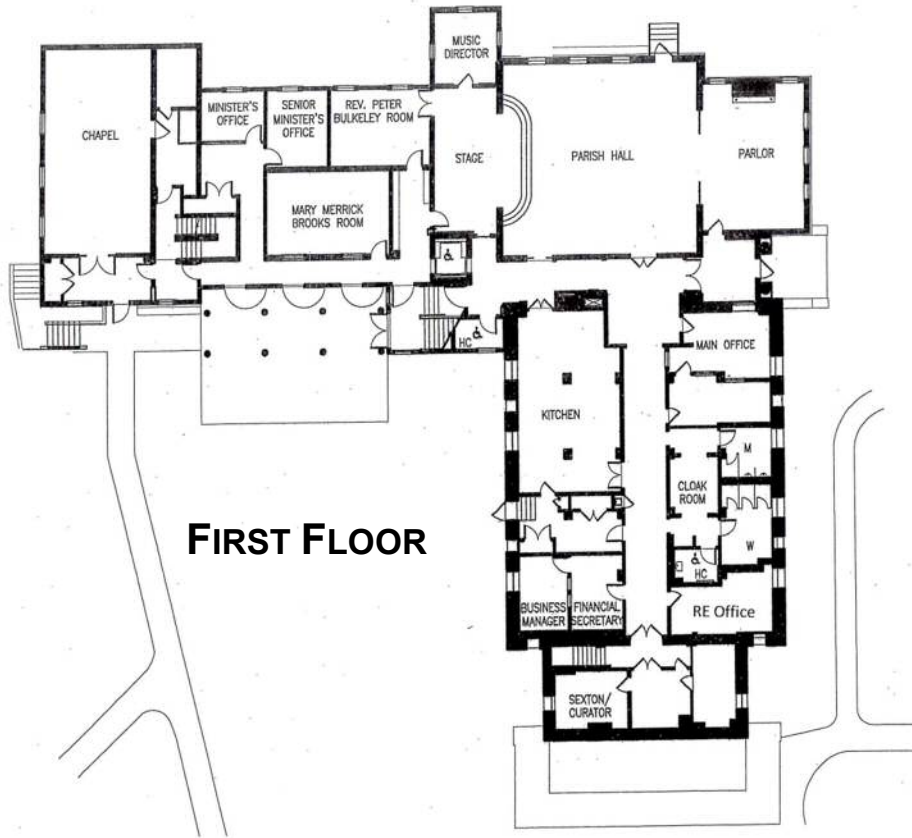 MUSIC
DIRECTOR
CHAPEL
MINISTER'S
OFFICE
SENIOR
MINISTER'S
OFFICE
REV. PETER
BULKELEY ROOM
STAGE
PARISH HALL
PARLOR
MARY MERRICK
BROOKS ROOM
HC
MAIN OFFICE
KITCHEN
M
CLOAK
ROOM
W
HC
FIRST FLOOR
BUSINESS
MANAGER
FINANCIAL
SECRETARY
RE Office
SEXTON/
CURATOR